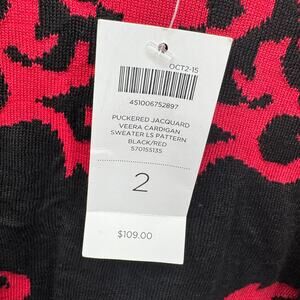 OCT2-15
451006752897
PUCKERED JACQUARD
VEERA CARDIGAN
SWEATER LS PATTERN
BLACK/RED
570155135
2
$109.00